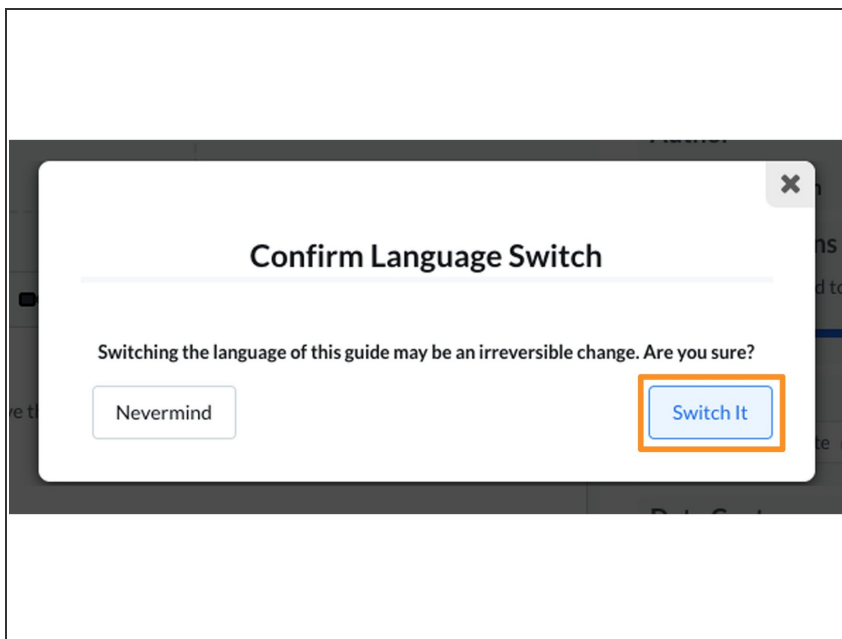 Confirm Language Switch
Switching the language of this guide may be an irreversible change. Are you sure?
Nevermind
Switch It